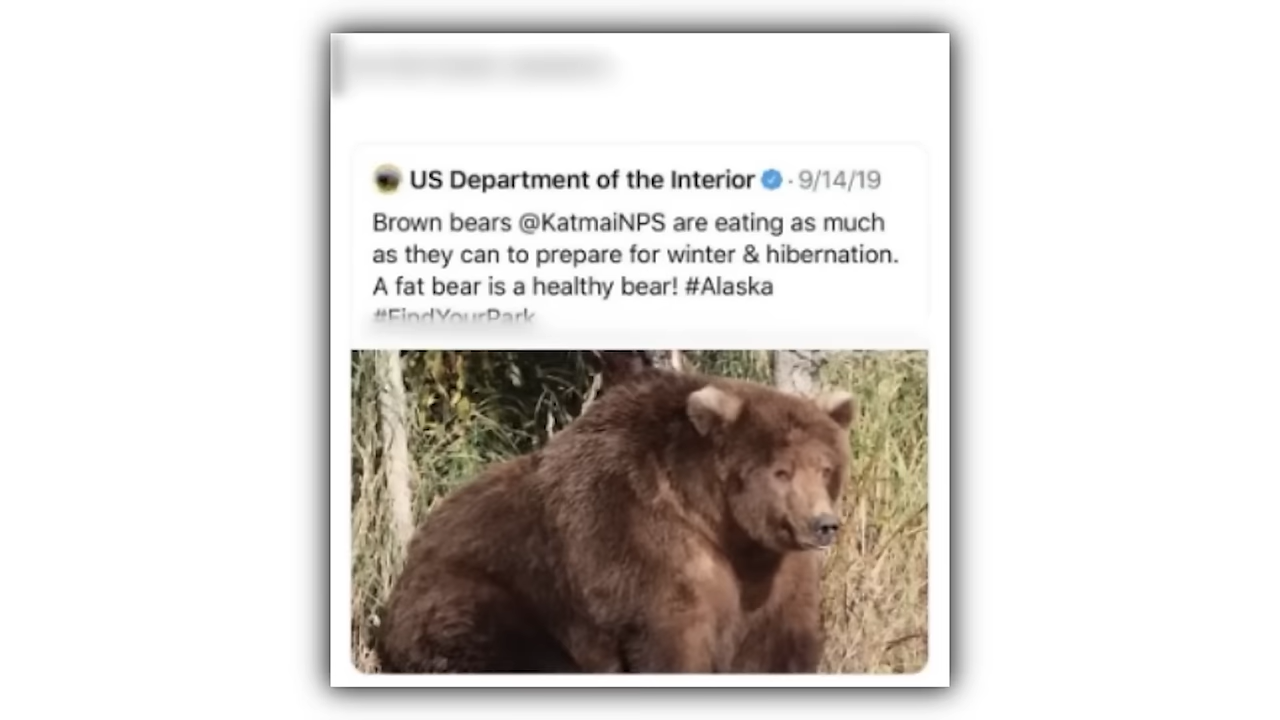 US Department of the Interior · 9/14/19
Brown bears @KatmaiNPS are eating as much
as they can to prepare for winter & hibernation.
A fat bear is a healthy bear! #Alaska
#FindYourPark